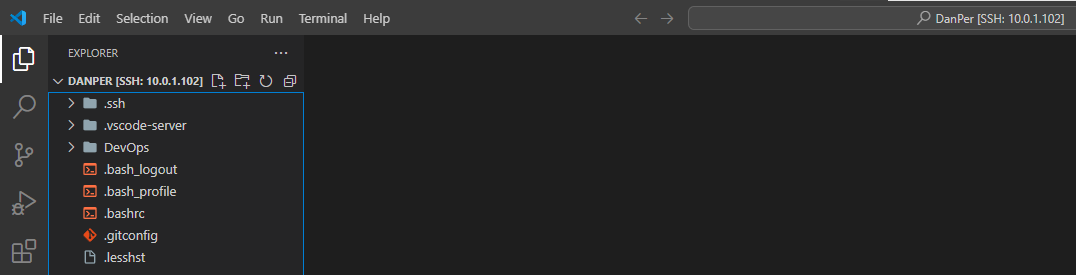 File Edit Selection View Go Run Terminal Help
DanPer [SSH: 10.0.1.102]
EXPLORER
DANPER [SSH: 10.0.1.102]
.ssh
.vscode-server
DevOps
.bash_logout
.bash_profile
.bashrc
.gitconfig
.lesshst